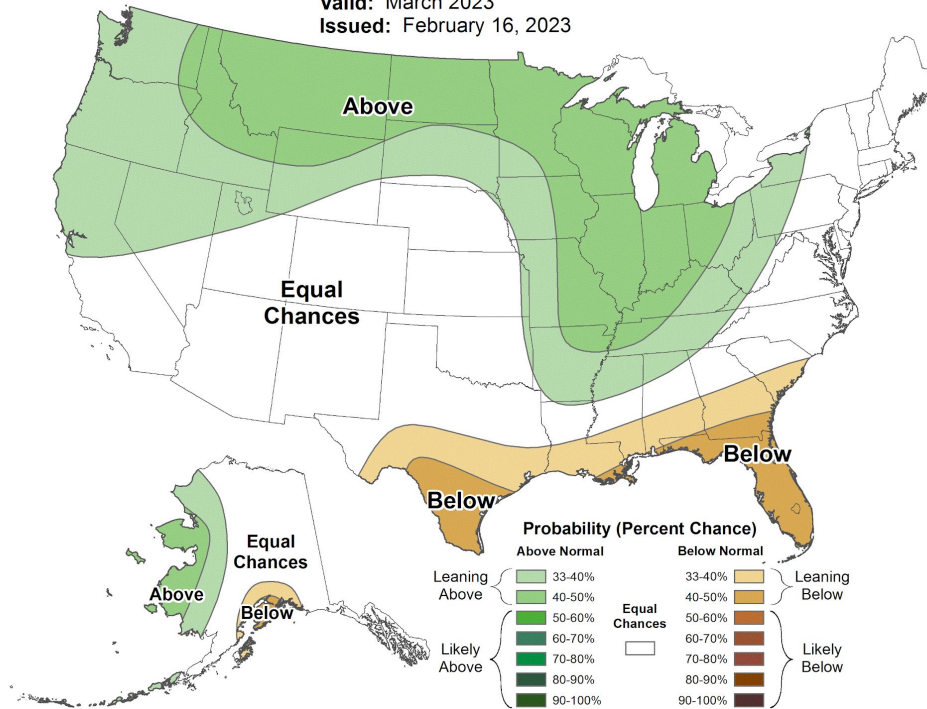 Valid: March 2023
Issued: February 16, 2023
Above
Equal
Chances
Below
Below
Equal
Chances
Above
Below
Probability (Percent Chance)
Above Normal
Below Normal
Leaning
Above
33-40%
40-50%
50-60%
60-70%
70-80%
80-90%
90-100%
Likely
Above
Equal
Chances
33-40%
40-50%
50-60%
60-70%
70-80%
80-90%
90-100%
Leaning
Below
Likely
Below